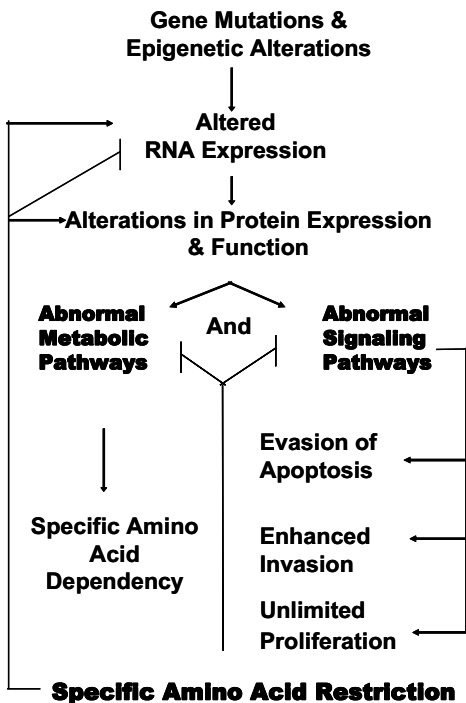 Gene Mutations &
Epigenetic Alterations
Altered
RNA Expression
Alterations in Protein Expression
& Function
Abnormal
Metabolic
Pathways
And
Abnormal
Signaling
Pathways
Evasion of
Apoptosis
Specific Amino
Acid
Dependency
Enhanced
Invasion
Unlimited
Proliferation
Specific Amino Acid Restriction